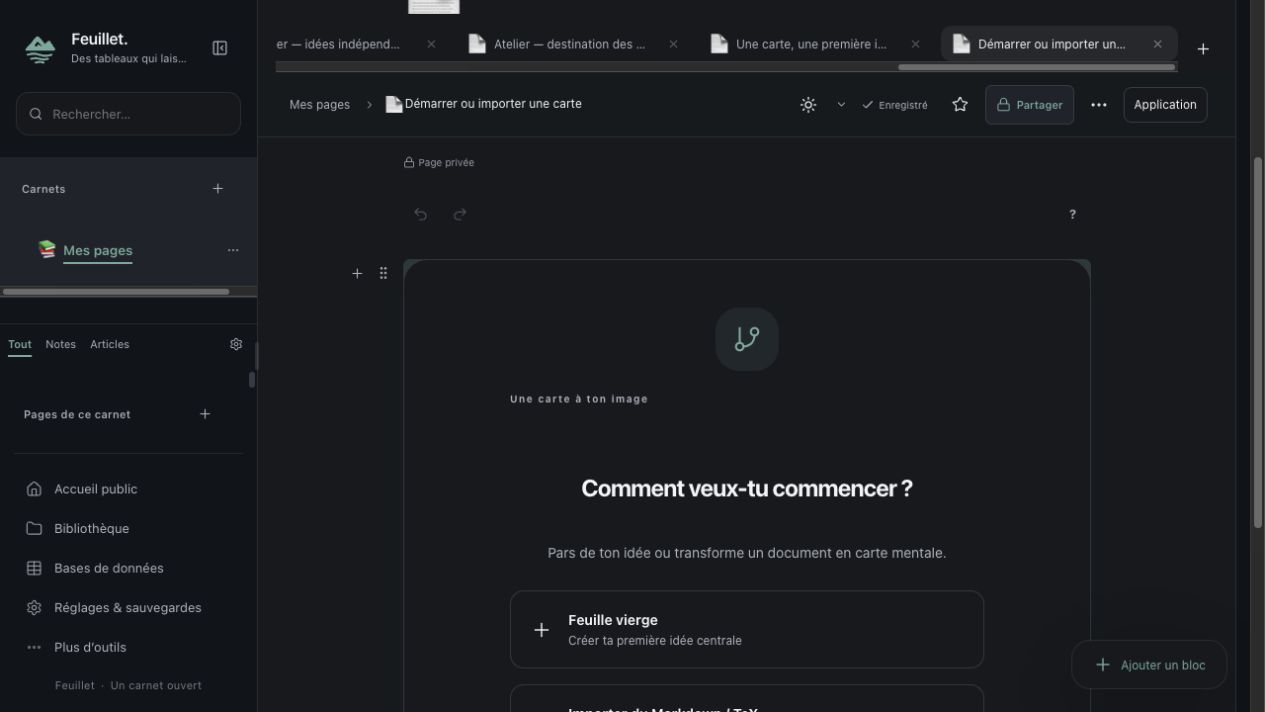 Feuillet.
Des tableaux qui lais...
Rechercher...
Carnets
Mes pages
Tout Notes Articles
Pages de ce carnet
Accueil public
Bibliothèque
Bases de données
Réglages & sauvegardes
Plus d'outils
Feuillet · Un carnet ouvert
er — idées indépend...
Atelier — destination des ...
Une carte, une première i...
Démarrer ou importer un...
Mes pages > Démarrer ou importer une carte
Enregistré
Partager
Application
Page privée
?
Une carte à ton image
Comment veux-tu commencer ?
Pars de ton idée ou transforme un document en carte mentale.
Feuille vierge
Créer ta première idée centrale
Importer du Markdown / TeX
Ajouter un bloc